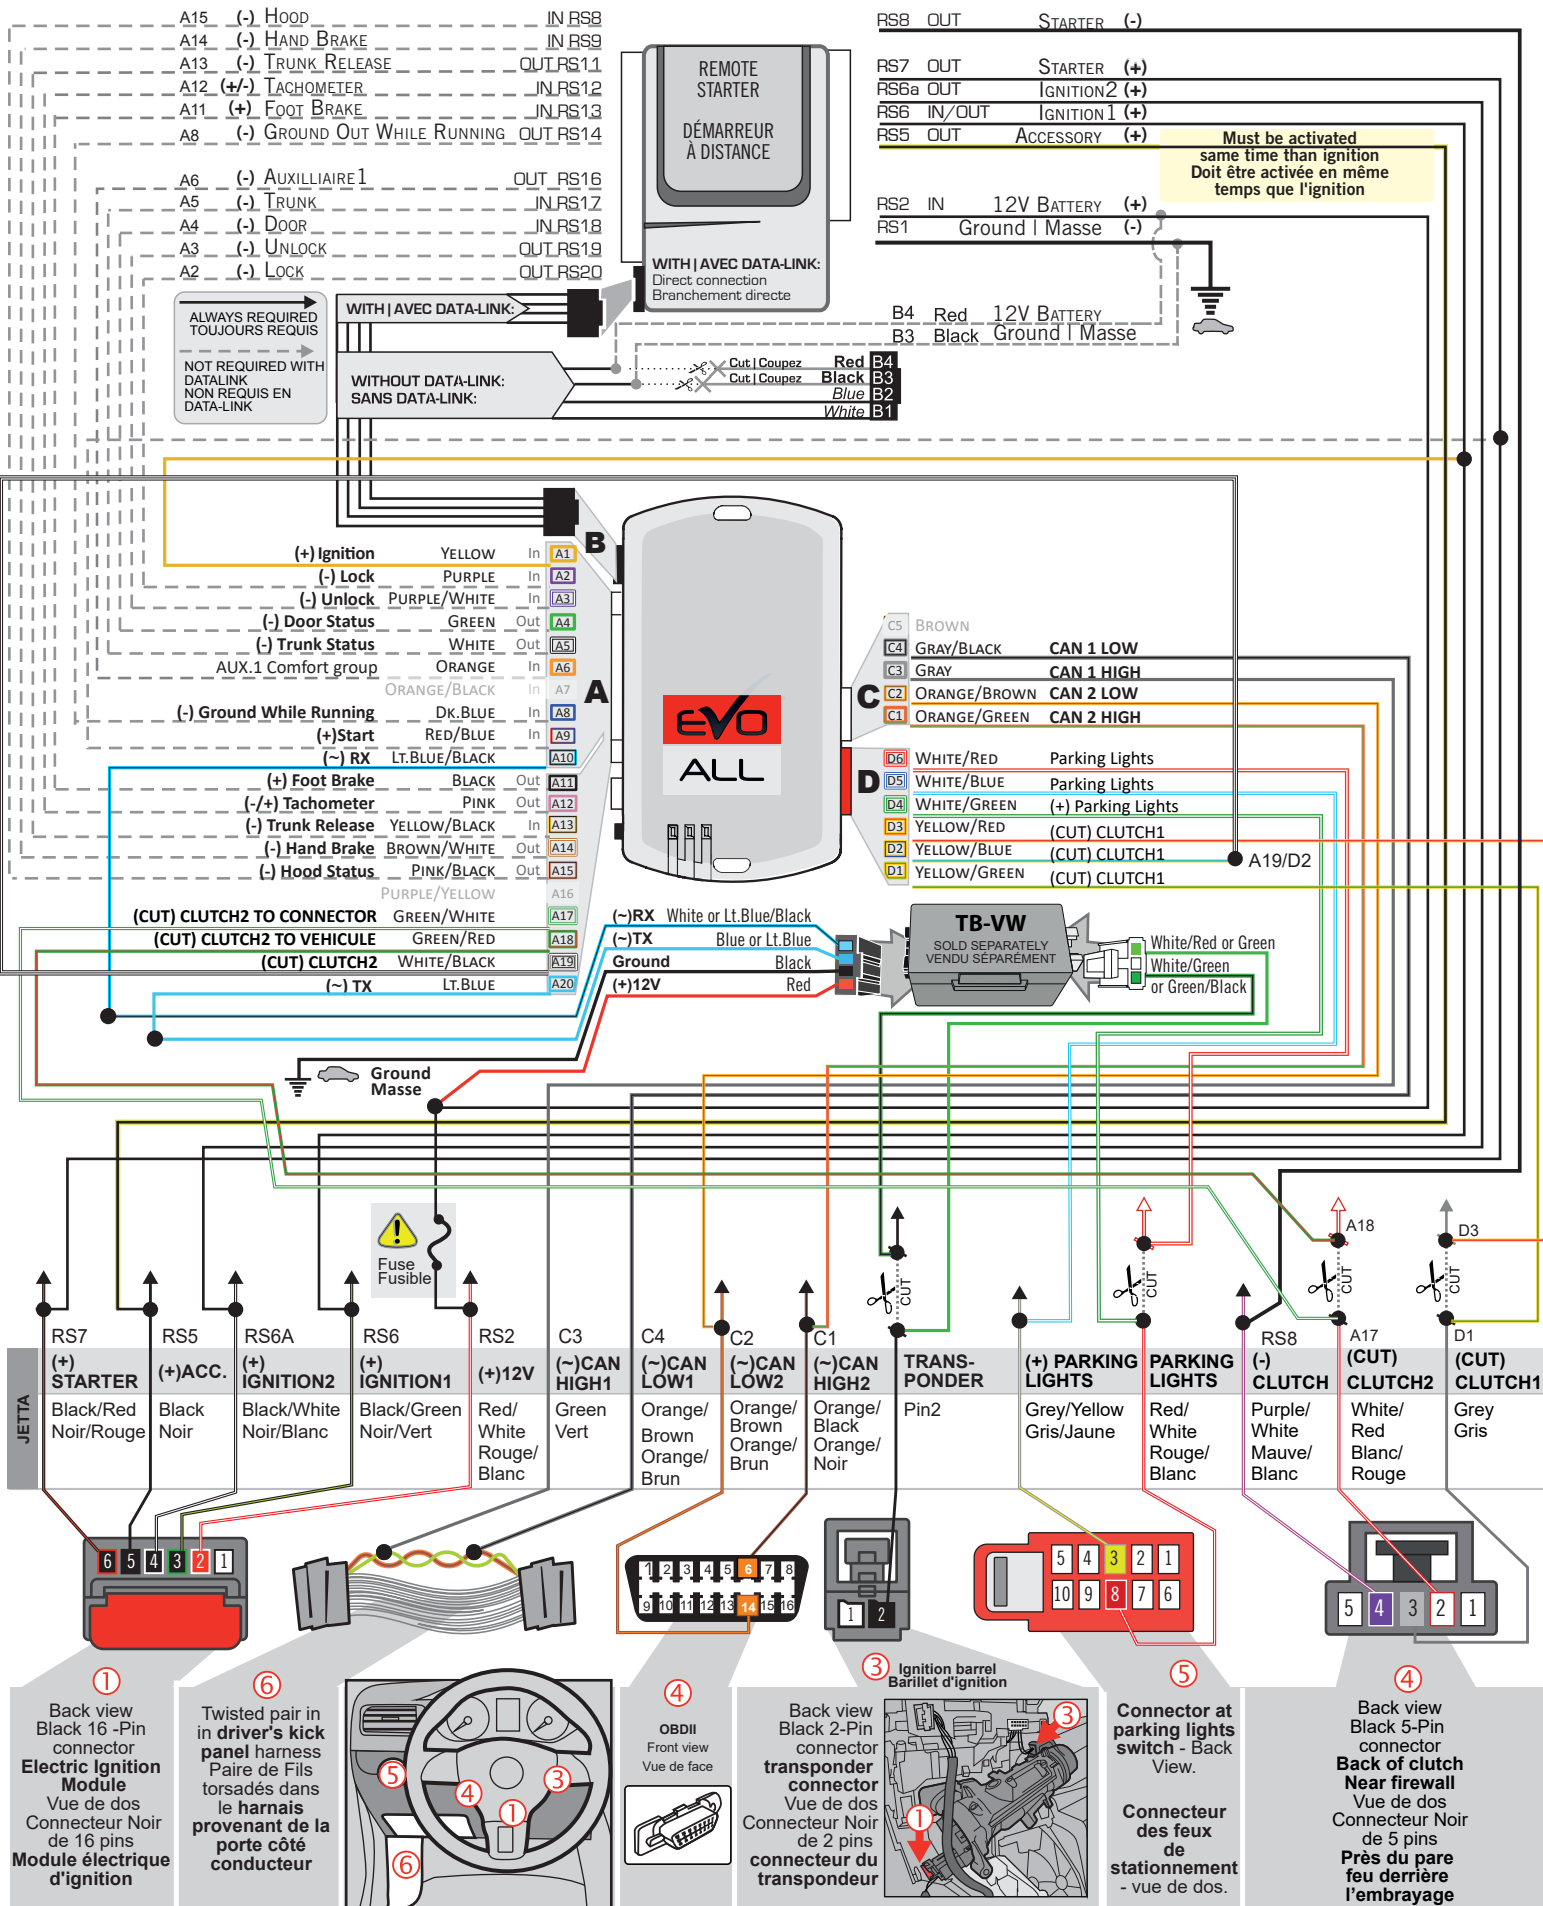 A15 (-) HOOD IN RS8
A14 (-) HAND BRAKE IN RS9
A13 (-) TRUNK RELEASE OUT RS11
A12 (+/-) TACHOMETER IN RS12
A11 (+) FOOT BRAKE IN RS13
A8 (-) GROUND OUT WHILE RUNNING OUT RS14
A6 (-) AUXILLIAIRE1 OUT RS16
A5 (-) TRUNK IN RS17
A4 (-) DOOR IN RS18
A3 (-) UNLOCK OUT RS19
A2 (-) LOCK OUT RS20
REMOTE
STARTER
DÉMARREUR
À DISTANCE
WITH | AVEC DATA-LINK:
Direct connection
Branchement directe
RS8 OUT STARTER (-)
RS7 OUT STARTER (+)
RS6a OUT IGNITION2 (+)
RS6 IN/OUT IGNITION1 (+)
RS5 OUT ACCESSORY (+)
Must be activated
same time than ignition
Doit être activée en même
temps que l'ignition
RS2 IN 12V BATTERY (+)
RS1 Ground | Masse (-)
ALWAYS REQUIRED
TOUJOURS REQUIS
NOT REQUIRED WITH
DATALINK
NON REQUIS EN
DATA-LINK
WITH | AVEC DATA-LINK:
B4 Red 12V BATTERY
B3 Black Ground | Masse
WITHOUT DATA-LINK:
SANS DATA-LINK:
Cut | Coupez Red B4
Cut | Coupez Black B3
Blue B2
White B1
B
(+) Ignition YELLOW In A1
(-) Lock PURPLE In A2
(-) Unlock PURPLE/WHITE In A3
(-) Door Status GREEN Out A4
(-) Trunk Status WHITE Out A5
AUX.1 Comfort group ORANGE In A6
ORANGE/BLACK In A7
(-) Ground While Running DK.BLUE In A8
(+)Start RED/BLUE In A9
(~) RX LT.BLUE/BLACK A10
(+) Foot Brake BLACK Out A11
(-/+) Tachometer PINK Out A12
(-) Trunk Release YELLOW/BLACK In A13
(-) Hand Brake BROWN/WHITE Out A14
(-) Hood Status PINK/BLACK Out A15
PURPLE/YELLOW A16
(CUT) CLUTCH2 TO CONNECTOR GREEN/WHITE A17
(CUT) CLUTCH2 TO VEHICULE GREEN/RED A18
(CUT) CLUTCH2 WHITE/BLACK A19
(~) TX LT.BLUE A20
A
EVO
ALL
C
C5 BROWN
C4 GRAY/BLACK CAN 1 LOW
C3 GRAY CAN 1 HIGH
C2 ORANGE/BROWN CAN 2 LOW
C1 ORANGE/GREEN CAN 2 HIGH
D
D6 WHITE/RED Parking Lights
D5 WHITE/BLUE Parking Lights
D4 WHITE/GREEN (+) Parking Lights
D3 YELLOW/RED (CUT) CLUTCH1
D2 YELLOW/BLUE (CUT) CLUTCH1
D1 YELLOW/GREEN (CUT) CLUTCH1
A19/D2
(~)RX White or Lt.Blue/Black
(~)TX Blue or Lt.Blue
Ground Black
(+)12V Red
TB-VW
SOLD SEPARATELY
VENDU SÉPARÉMENT
White/Red or Green
White/Green
or Green/Black
Ground
Masse
Fuse
Fusible
CUT
CUT
CUT
CUT
A18
D3
RS7 RS5 RS6A RS6 RS2 C3 C4 C2 C1 RS8 A17 D1
JETTA
(+)
STARTER
Black/Red
Noir/Rouge
(+)ACC.
Black
Noir
(+)
IGNITION2
Black/White
Noir/Blanc
(+)
IGNITION1
Black/Green
Noir/Vert
(+)12V
Red/
White
Rouge/
Blanc
(~)CAN
HIGH1
Green
Vert
(~)CAN
LOW1
Orange/
Brown
Orange/
Brun
(~)CAN
LOW2
Orange/
Brown
Orange/
Brun
(~)CAN
HIGH2
Orange/
Black
Orange/
Noir
TRANS-
PONDER
Pin2
(+) PARKING
LIGHTS
Grey/Yellow
Gris/Jaune
PARKING
LIGHTS
Red/
White
Rouge/
Blanc
(-)
CLUTCH
Purple/
White
Mauve/
Blanc
(CUT)
CLUTCH2
White/
Red
Blanc/
Rouge
(CUT)
CLUTCH1
Grey
Gris
6 5 4 3 2 1
1 2 3 4 5 6 7 8
9 10 11 12 13 14 15 16
1 2
5 4 3 2 1
10 9 8 7 6
5 4 3 2 1
1
Back view
Black 16 -Pin
connector
Electric Ignition
Module
Vue de dos
Connecteur Noir
de 16 pins
Module électrique
d'ignition
6
Twisted pair in
in driver's kick
panel harness
Paire de Fils
torsadés dans
le harnais
provenant de la
porte côté
conducteur
5
4
3
1
6
4
OBDII
Front view
Vue de face
3 Ignition barrel
Barillet d'ignition
Back view
Black 2-Pin
connector
transponder
connector
Vue de dos
Connecteur Noir
de 2 pins
connecteur du
transpondeur
3
1
5
Connector at
parking lights
switch - Back
View.
Connecteur
des feux
de
stationnement
- vue de dos.
4
Back view
Black 5-Pin
connector
Back of clutch
Near firewall
Vue de dos
Connecteur Noir
de 5 pins
Près du pare
feu derrière
l'embrayage